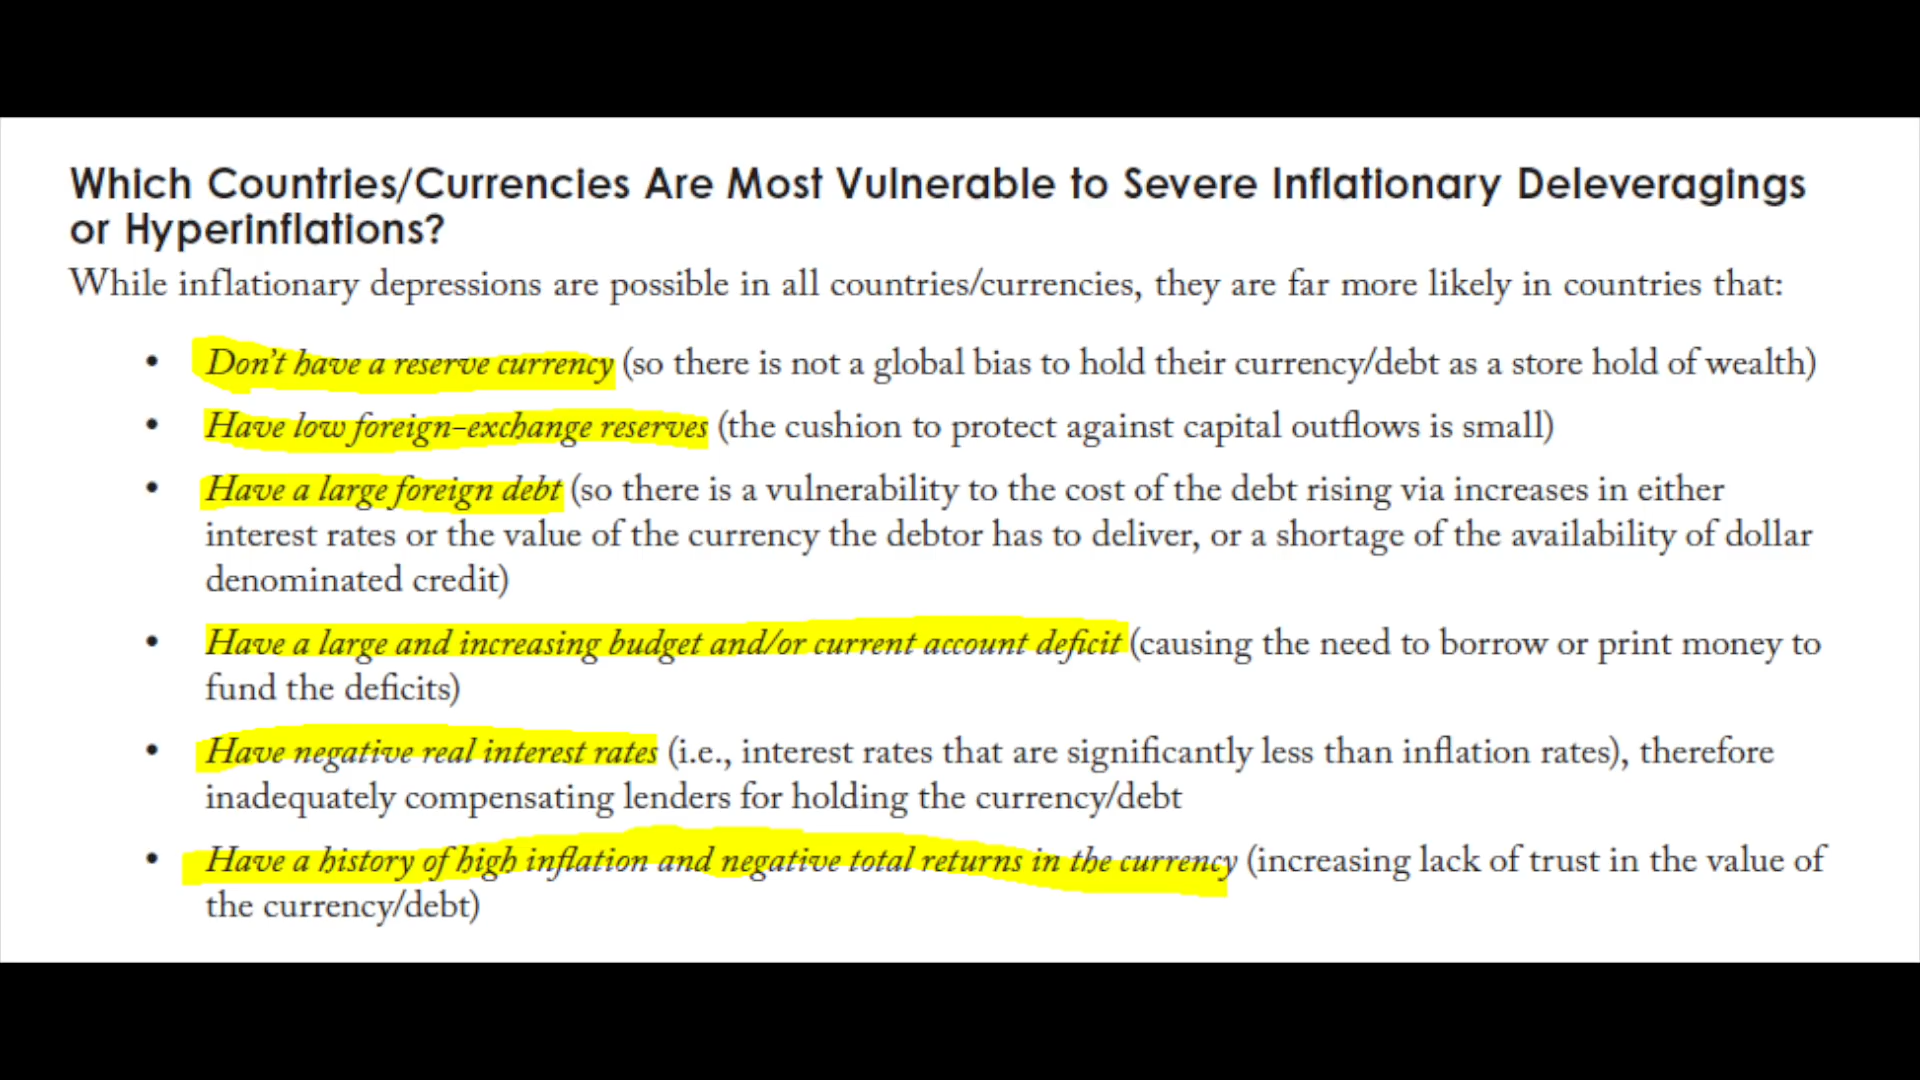 Which Countries/Currencies Are Most Vulnerable to Severe Inflationary Deleveragings
or Hyperinflations?
While inflationary depressions are possible in all countries/currencies, they are far more likely in countries that:
• Don't have a reserve currency (so there is not a global bias to hold their currency/debt as a store hold of wealth)
• Have low foreign-exchange reserves (the cushion to protect against capital outflows is small)
• Have a large foreign debt (so there is a vulnerability to the cost of the debt rising via increases in either
interest rates or the value of the currency the debtor has to deliver, or a shortage of the availability of dollar
denominated credit)
• Have a large and increasing budget and/or current account deficit (causing the need to borrow or print money to
fund the deficits)
• Have negative real interest rates (i.e., interest rates that are significantly less than inflation rates), therefore
inadequately compensating lenders for holding the currency/debt
• Have a history of high inflation and negative total returns in the currency (increasing lack of trust in the value of
the currency/debt)